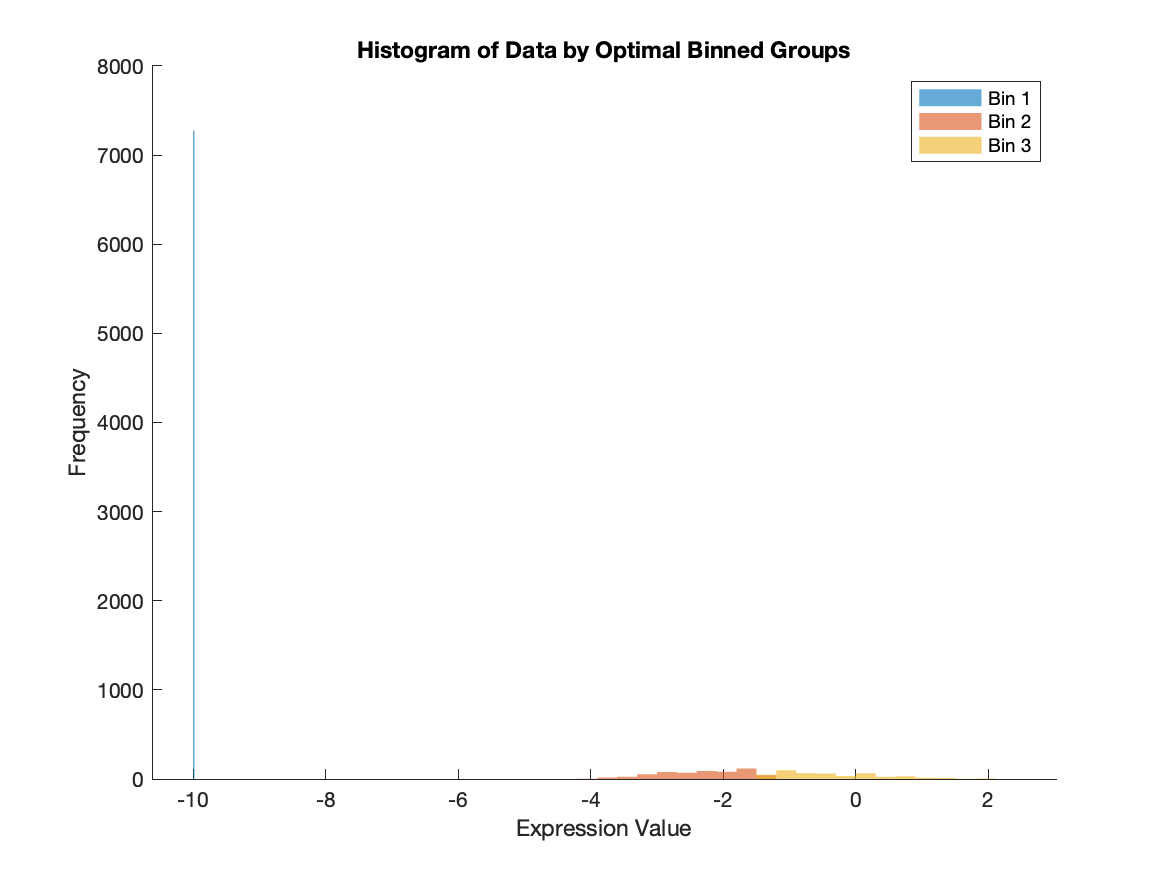 Histogram of Data by Optimal Binned Groups
8000
7000
6000
5000
4000
3000
2000
1000
0
Frequency
Bin 1
Bin 2
Bin 3
-10 -8 -6 -4 -2 0 2
Expression Value